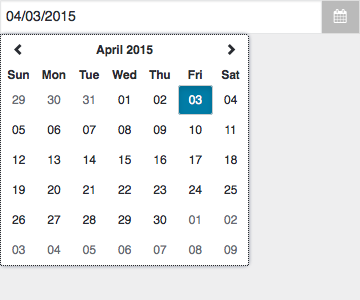 04/03/2015
April 2015
Sun Mon Tue Wed Thu Fri Sat
29 30 31 01 02 03 04
05 06 07 08 09 10 11
12 13 14 15 16 17 18
19 20 21 22 23 24 25
26 27 28 29 30 01 02
03 04 05 06 07 08 09